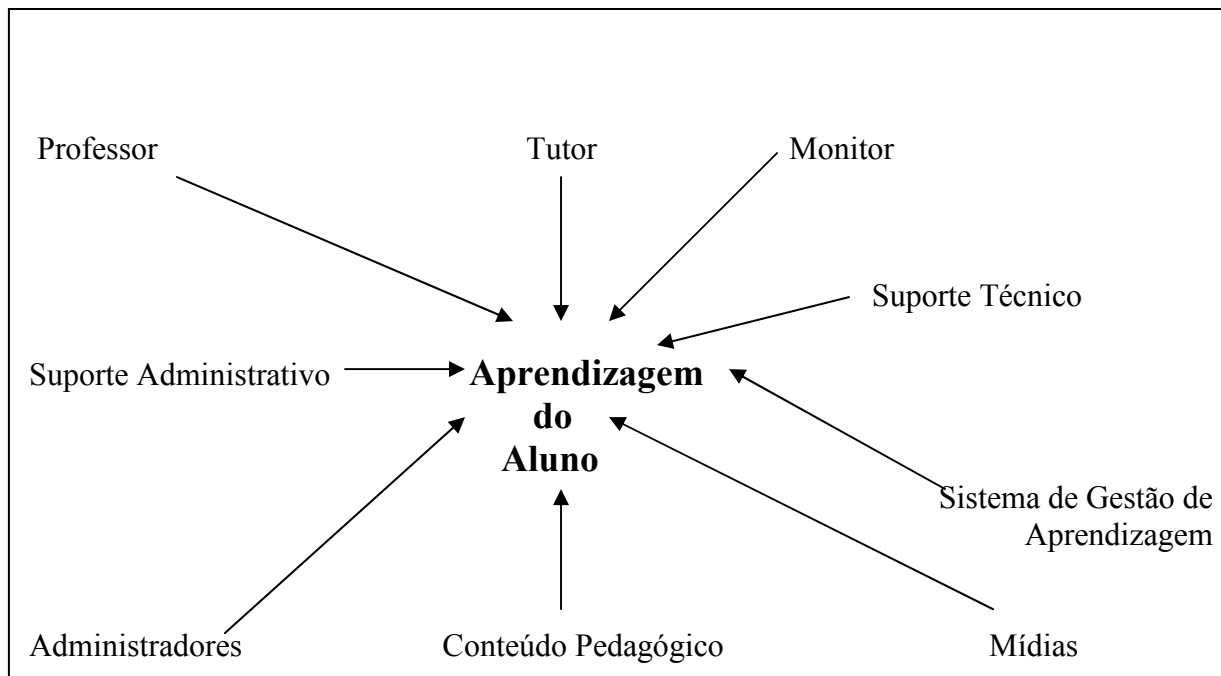 Professor
Tutor
Monitor
Suporte Técnico
Suporte Administrativo
Aprendizagem
do
Aluno
Sistema de Gestão de
Aprendizagem
Administradores
Conteúdo Pedagógico
Mídias